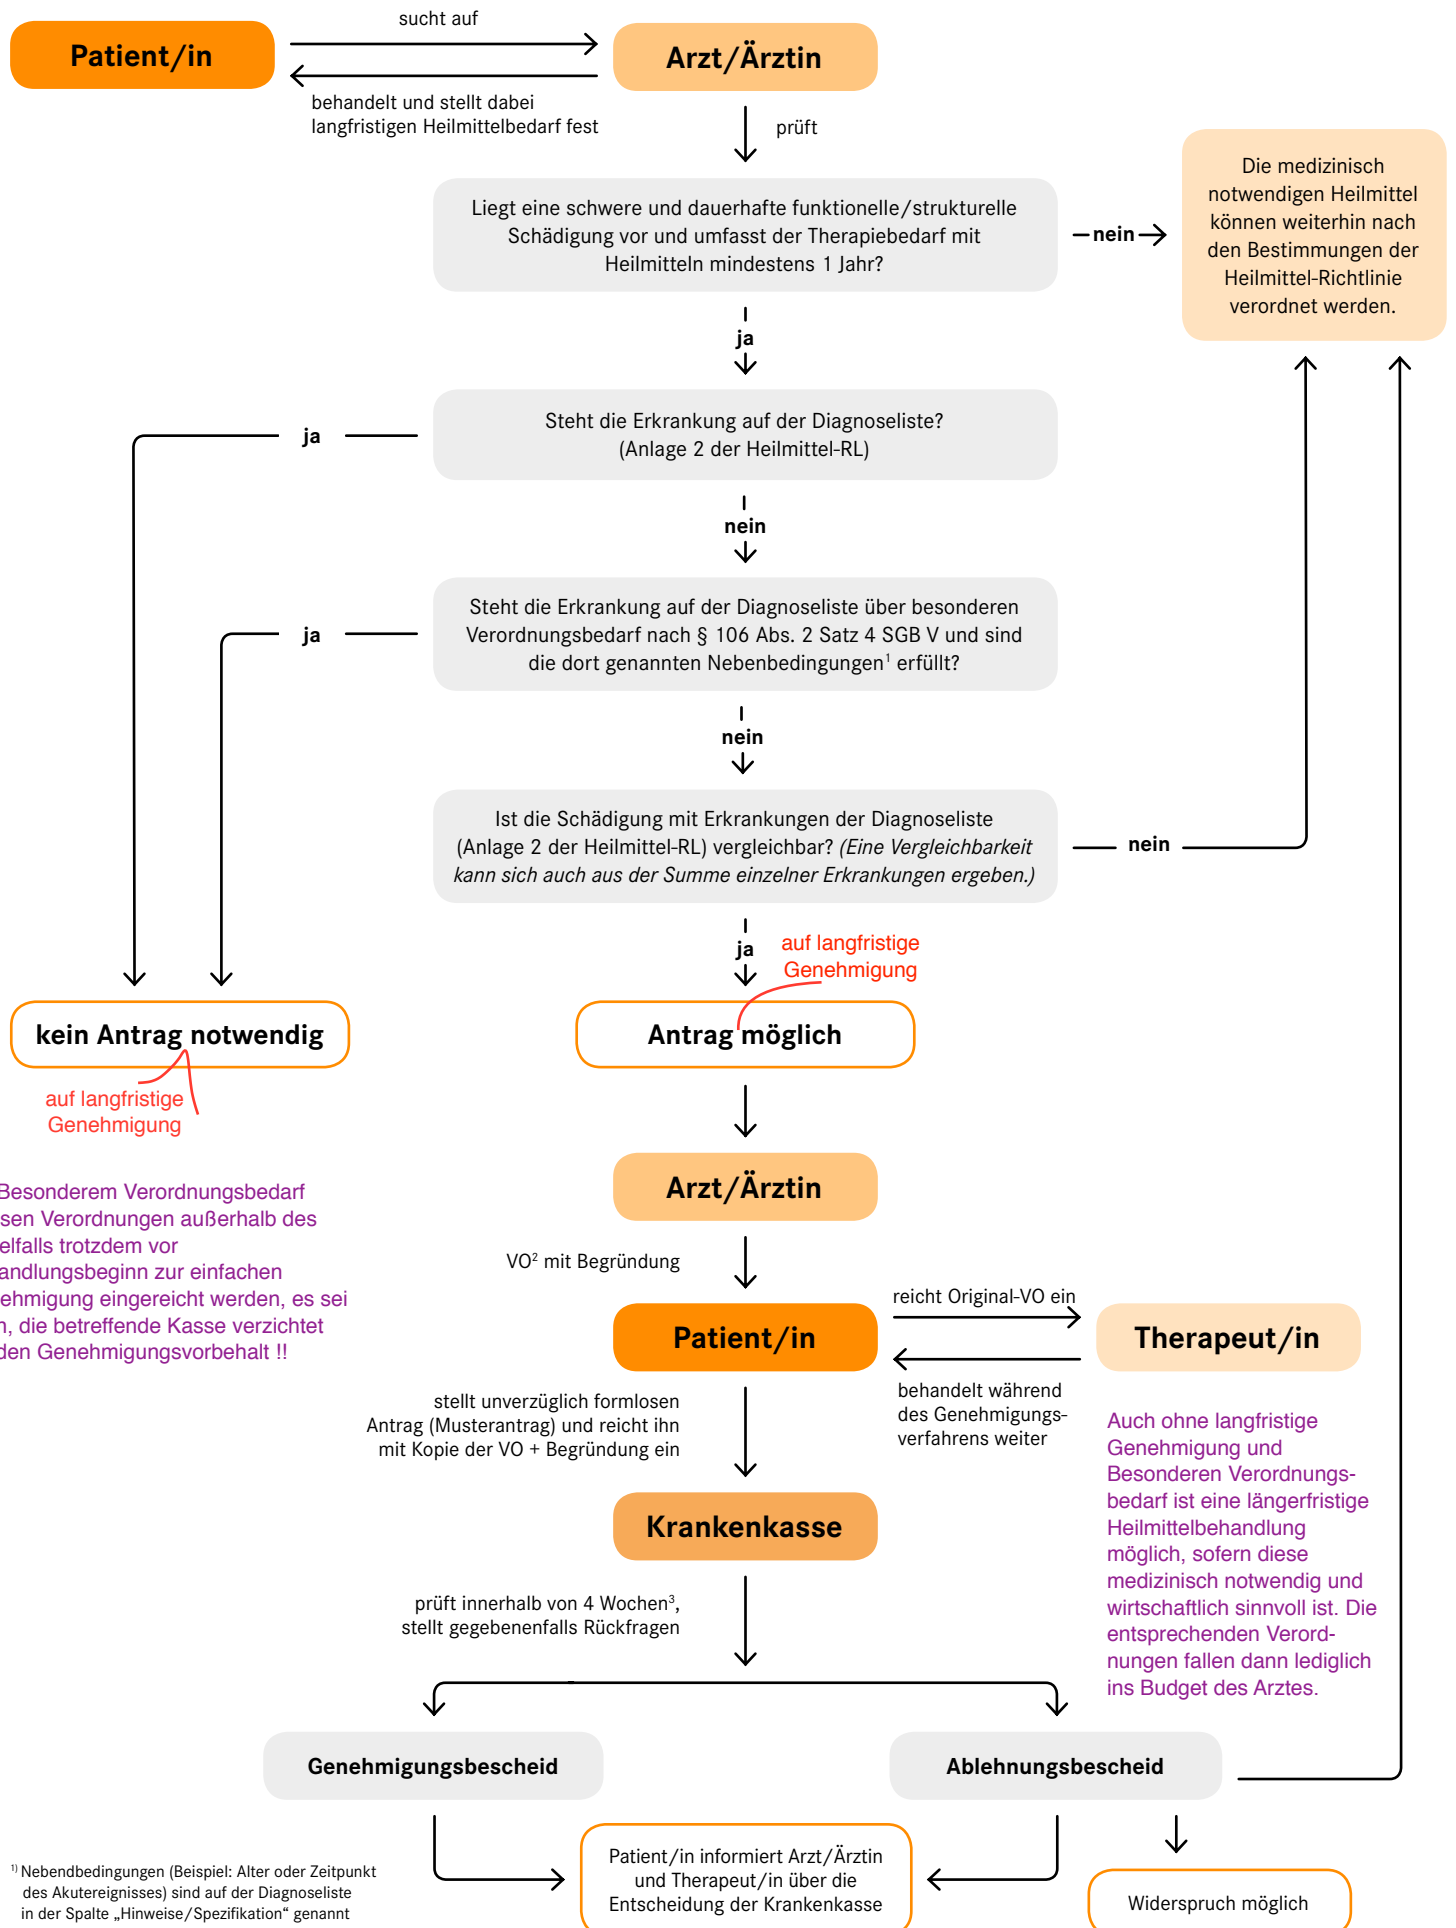 sucht auf
Patient/in
Arzt/Ärztin
behandelt und stellt dabei
langfristigen Heilmittelbedarf fest
prüft
Die medizinisch
notwendigen Heilmittel
können weiterhin nach
den Bestimmungen der
Heilmittel-Richtlinie
verordnet werden.
Liegt eine schwere und dauerhafte funktionelle/strukturelle
Schädigung vor und umfasst der Therapiebedarf mit
Heilmitteln mindestens 1 Jahr?
nein
ja
Steht die Erkrankung auf der Diagnoseliste?
(Anlage 2 der Heilmittel-RL)
ja
nein
Steht die Erkrankung auf der Diagnoseliste über besonderen
Verordnungsbedarf nach § 106 Abs. 2 Satz 4 SGB V und sind
die dort genannten Nebenbedingungen¹ erfüllt?
ja
nein
Ist die Schädigung mit Erkrankungen der Diagnoseliste
(Anlage 2 der Heilmittel-RL) vergleichbar? (Eine Vergleichbarkeit
kann sich auch aus der Summe einzelner Erkrankungen ergeben.)
nein
ja
auf langfristige
Genehmigung
kein Antrag notwendig
Antrag möglich
auf langfristige
Genehmigung
Arzt/Ärztin
Besonderem Verordnungsbedarf
sen Verordnungen außerhalb des
elfalls trotzdem vor
andlungsbeginn zur einfachen
ehmigung eingereicht werden, es sei
n, die betreffende Kasse verzichtet
den Genehmigungsvorbehalt !!
VO² mit Begründung
Patient/in
reicht Original-VO ein
Therapeut/in
behandelt während
des Genehmigungs-
verfahrens weiter
stellt unverzüglich formlosen
Antrag (Musterantrag) und reicht ihn
mit Kopie der VO + Begründung ein
Auch ohne langfristige
Genehmigung und
Besonderen Verordnungs-
bedarf ist eine längerfristige
Heilmittelbehandlung
möglich, sofern diese
medizinisch notwendig und
wirtschaftlich sinnvoll ist. Die
entsprechenden Verord-
nungen fallen dann lediglich
ins Budget des Arztes.
Krankenkasse
prüft innerhalb von 4 Wochen³,
stellt gegebenenfalls Rückfragen
Genehmigungsbescheid
Ablehnungsbescheid
Patient/in informiert Arzt/Ärztin
und Therapeut/in über die
Entscheidung der Krankenkasse
Widerspruch möglich
¹⁾ Nebendbedingungen (Beispiel: Alter oder Zeitpunkt
des Akutereignisses) sind auf der Diagnoseliste
in der Spalte „Hinweise/Spezifikation“ genannt